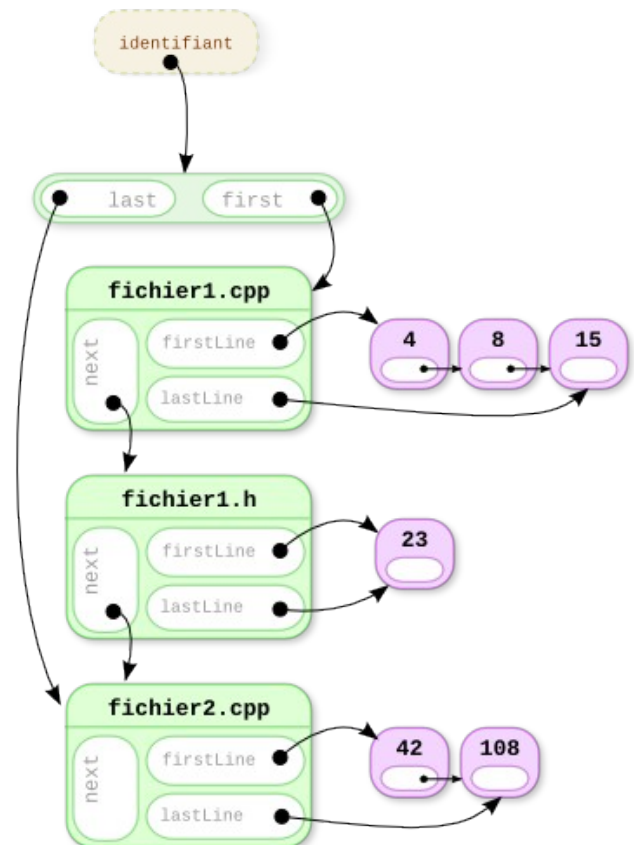 identifiant
last first
fichier1.cpp
next
firstLine
lastLine
4 8 15
fichier1.h
next
firstLine
lastLine
23
fichier2.cpp
next
firstLine
lastLine
42 108